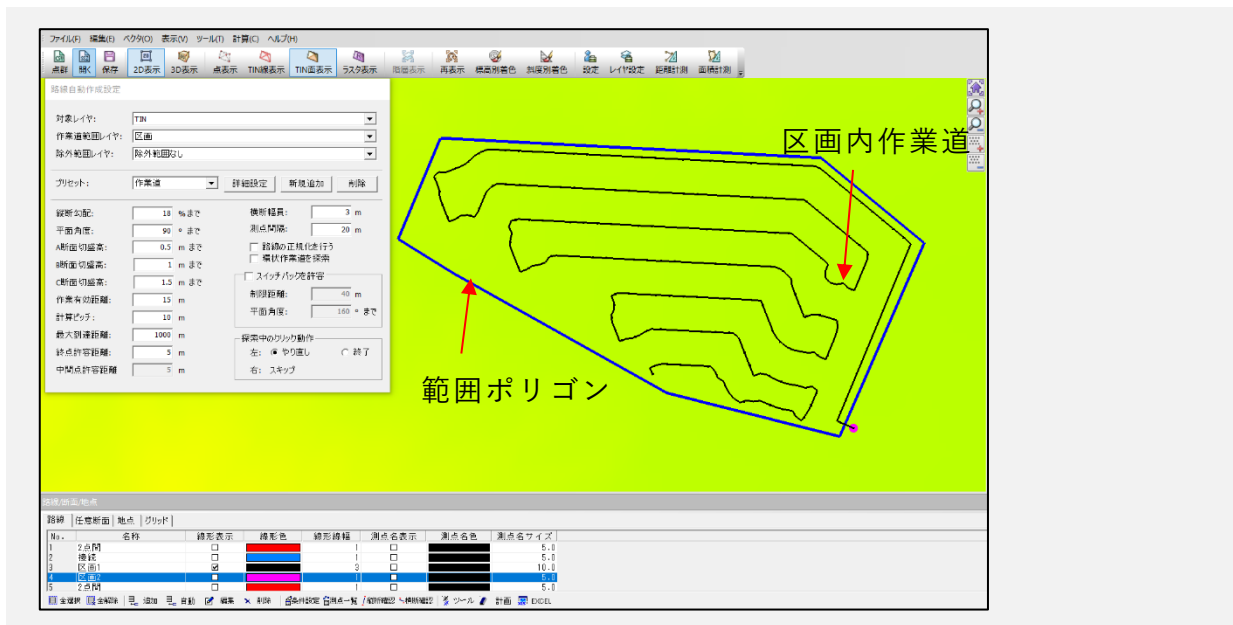 ファイル(F) 編集(E) ベクタ(O) 表示(V) ツール(T) 計算(C) ヘルプ(H)
点群 開く 保存 2D表示 3D表示 点表示 TIN線表示 TIN面表示 ラスタ表示 陰唇表示 再表示 標高別着色 斜度別着色 設定 レイヤ設定 距離計測 面積計測
路線自動作成設定
対象レイヤ: TIN
作業道範囲レイヤ: 区画
除外範囲レイヤ: 除外範囲なし
プリセット: 作業道 詳細設定 新規追加 削除
縦断勾配: 18 %まで 横断幅員: 3 m
平面角度: 90 °まで 測点間隔: 20 m
A断面切盛高: 0.5 mまで 路線の正規化を行う
B断面切盛高: 1 mまで 環状作業道を探索
C断面切盛高: 1.5 mまで スイッチバックを許容
作業有効距離: 15 m 制限距離: 40 m
計算ピッチ: 10 m 平面角度: 160 °まで
最大到達距離: 1000 m 探索中のクリック動作
終点許容距離: 5 m 左: やり直し 終了
中間点許容距離 5 m 右: スキップ
区画内作業道
範囲ポリゴン
路線/断面/地点
路線 任意断面 地点 グリッド
No. 名称 線形表示 線形色 線形線幅 測点名表示 測点名色 測点名サイズ
1 2点間 1 5.0
2 接続 1 5.0
3 区画1 3 10.0
4 区画2 1 5.0
5 2点間 1 5.0
全選択 全解除 追加 自動 編集 削除 条件設定 測点一覧 縦断確認 横断確認 ツール 計画 EXCEL